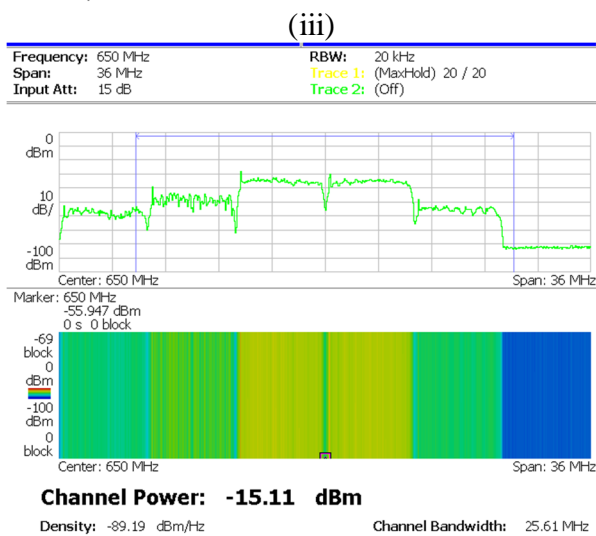 (iii)
Frequency: 650 MHz RBW: 20 kHz
Span: 36 MHz Trace 1: (MaxHold) 20 / 20
Input Att: 15 dB Trace 2: (Off)
0
dBm
10
dB/
-100
dBm
Center: 650 MHz Span: 36 MHz
Marker: 650 MHz
-55.947 dBm
0 s 0 block
-69
block
0
dBm
-100
dBm
0
block
Center: 650 MHz Span: 36 MHz
Channel Power: -15.11 dBm
Density: -89.19 dBm/Hz Channel Bandwidth: 25.61 MHz